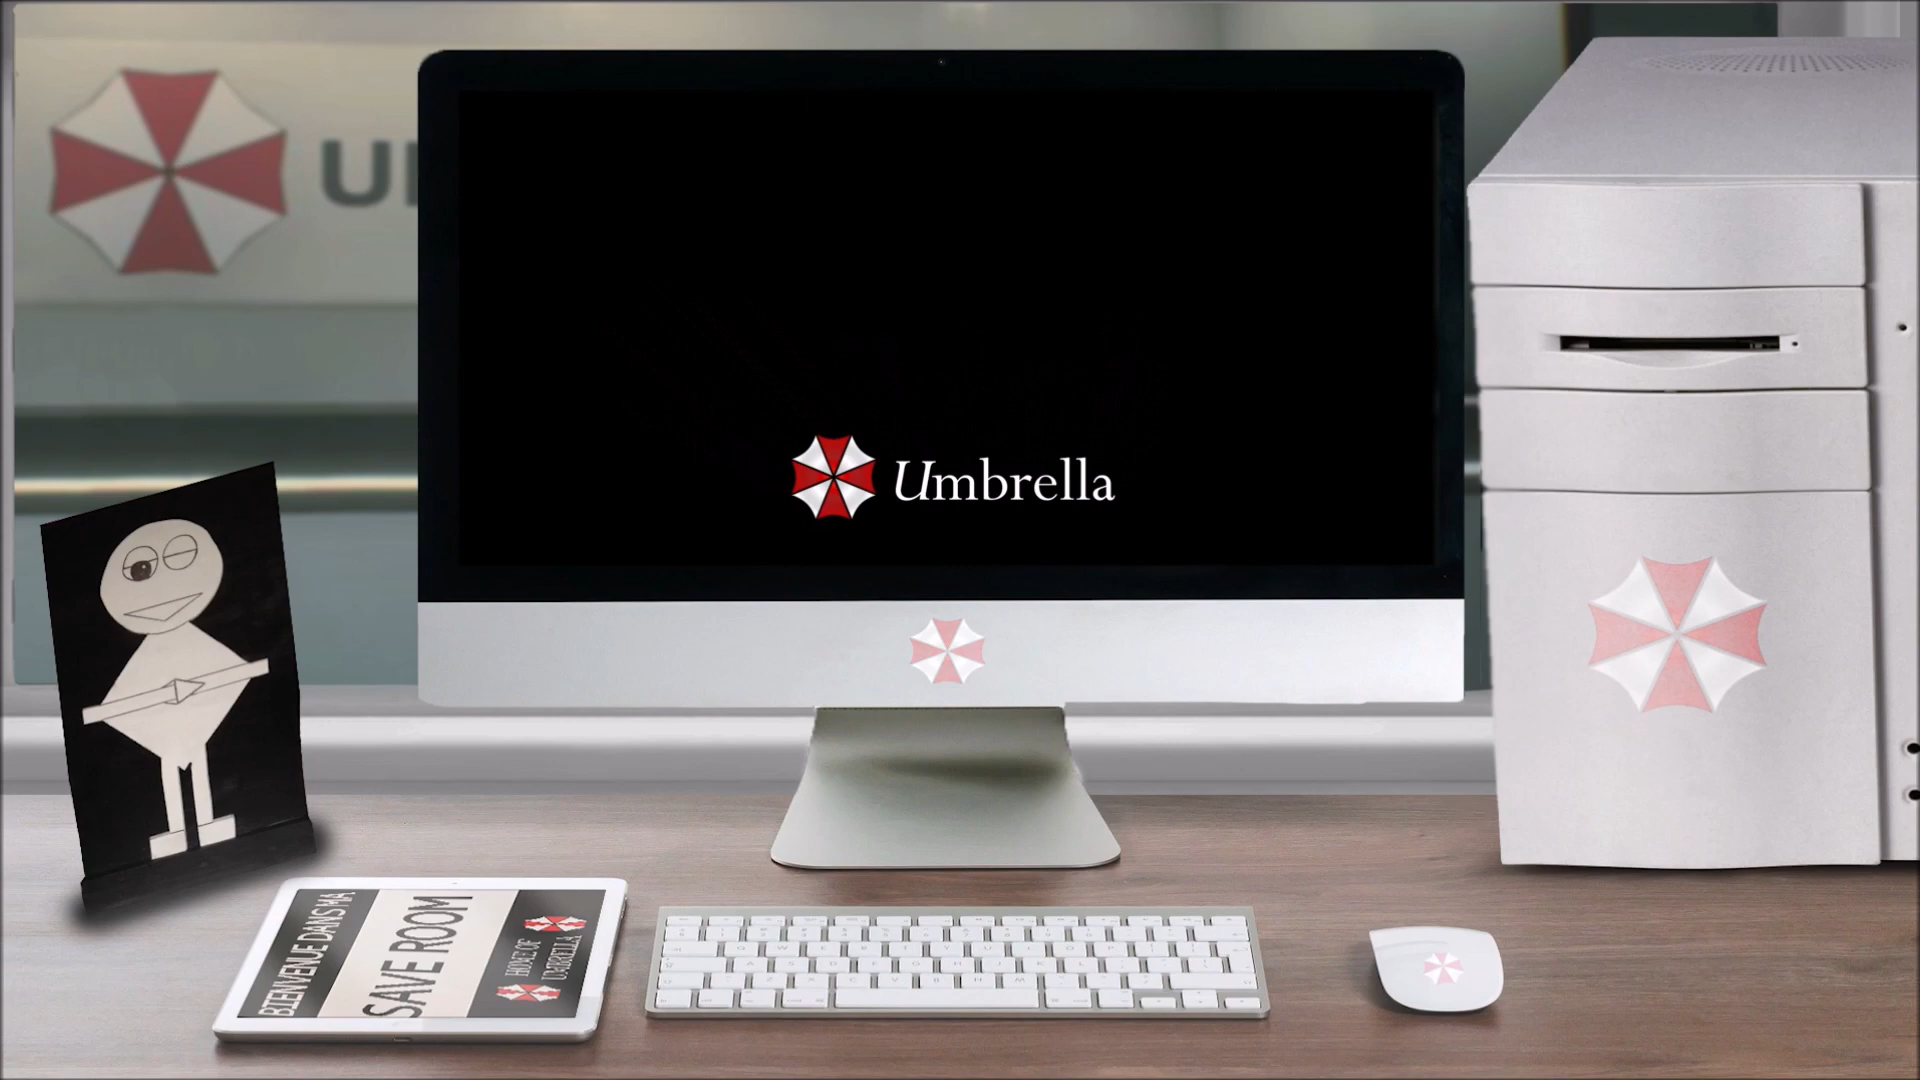 U
Umbrella
BIENVENUE DANS MA
SAVE ROOM
HOME OF
UMBRELLA